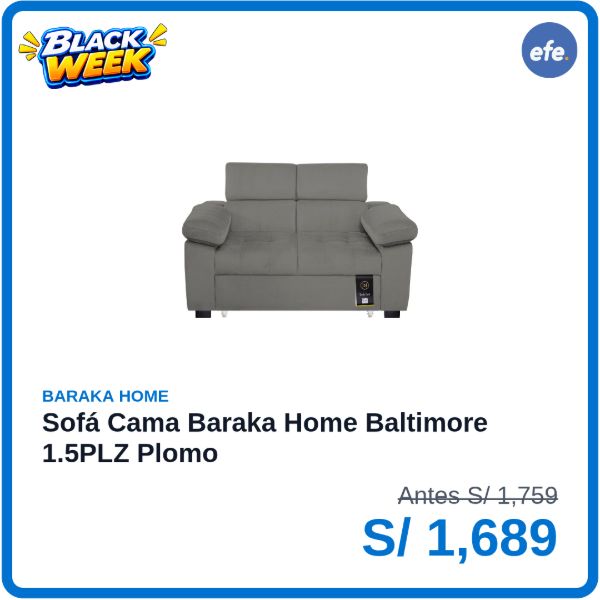 BLACK
WEEK
efe.
BARAKA HOME
Sofá Cama Baraka Home Baltimore
1.5PLZ Plomo
Antes S/ 1,759
S/ 1,689